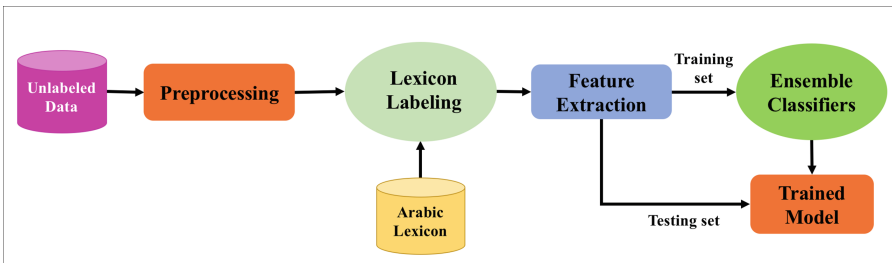 Unlabeled
Data
Preprocessing
Lexicon
Labeling
Arabic
Lexicon
Feature
Extraction
Training
set
Ensemble
Classifiers
Testing set
Trained
Model